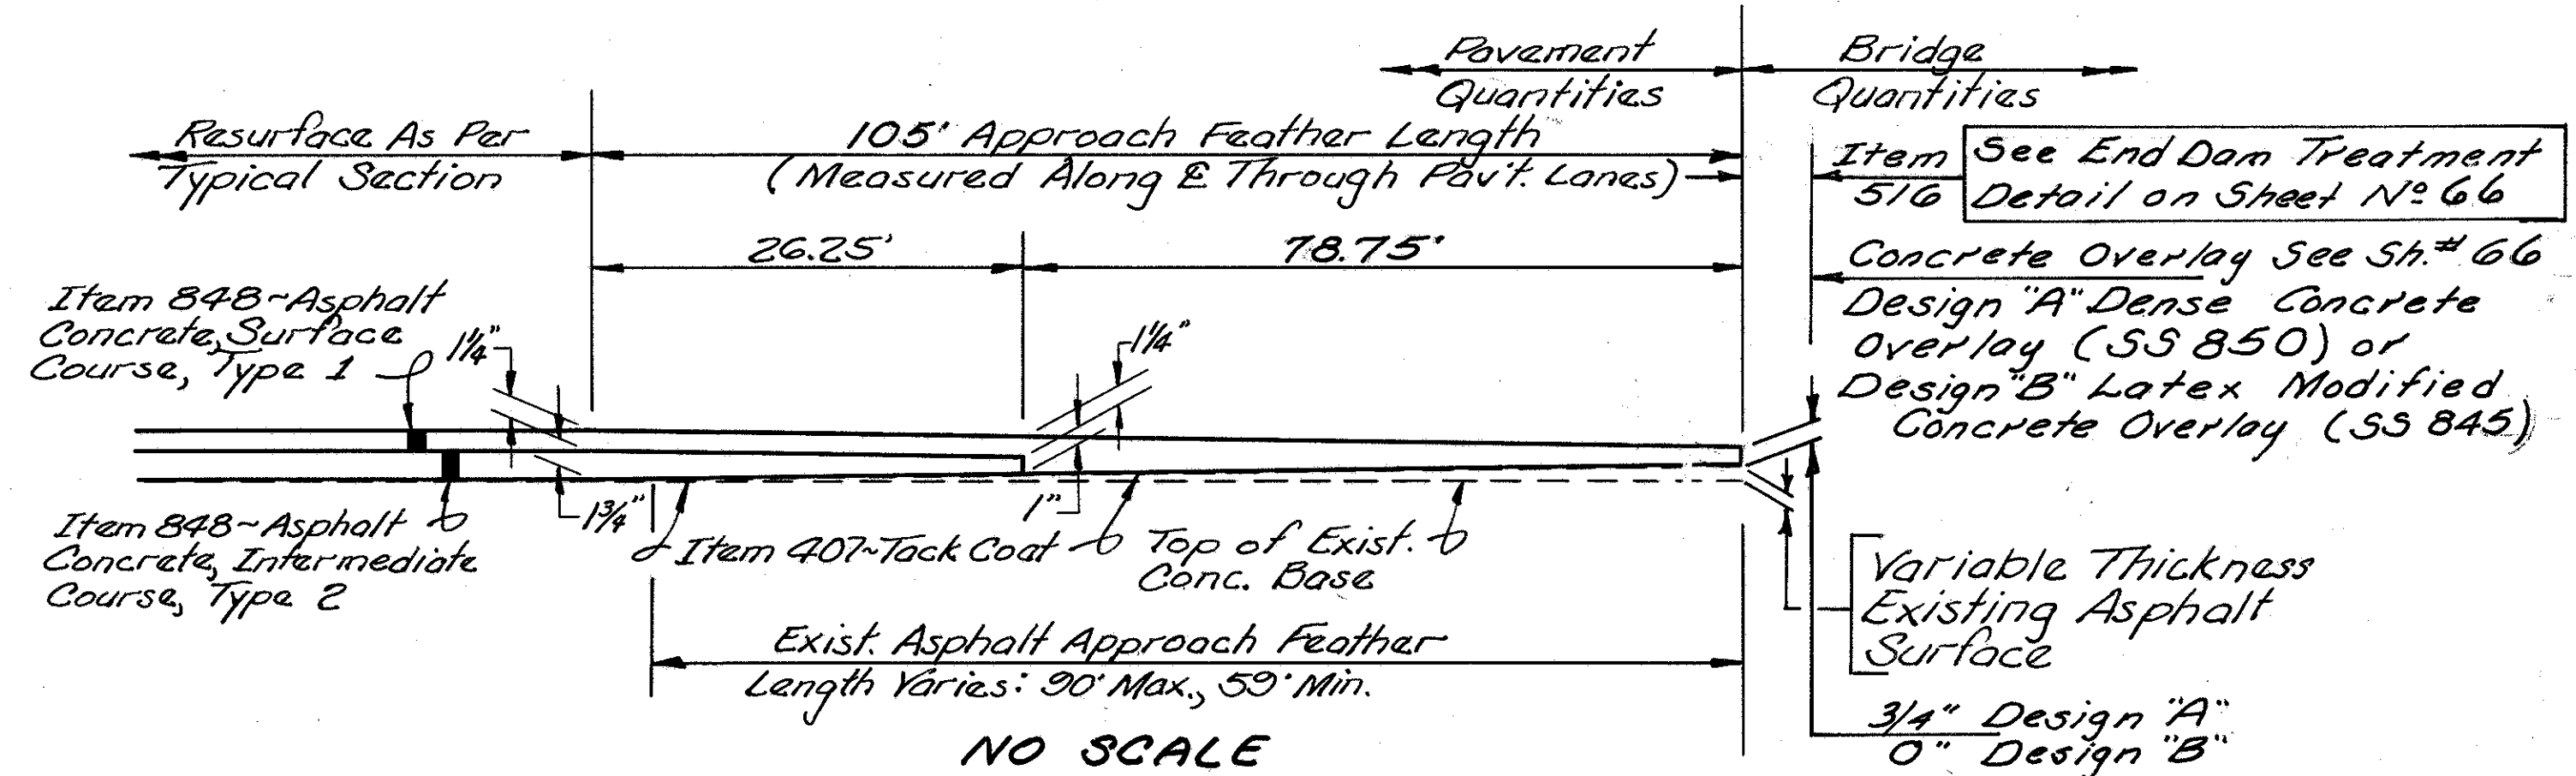 Pavement
Quantities
Bridge
Quantities
Resurface As Per
Typical Section
105' Approach Feather Length
(Measured Along ℄ Through Pav't. Lanes)
Item
516
See End Dam Treatment
Detail on Sheet Nº 66
26.25'
78.75'
Concrete Overlay See Sh.# 66
Design "A" Dense Concrete
Overlay (SS 850) or
Design "B" Latex Modified
Concrete Overlay (SS 845)
Item 848~Asphalt
Concrete, Surface
Course, Type 1
1¼"
1¼"
Item 848~Asphalt
Concrete, Intermediate
Course, Type 2
1¾"
1"
Item 407~Tack Coat
Top of Exist.
Conc. Base
Variable Thickness
Existing Asphalt
Surface
Exist. Asphalt Approach Feather
Length Varies: 90' Max., 59' Min.
3/4" Design "A"
0" Design "B"
NO SCALE